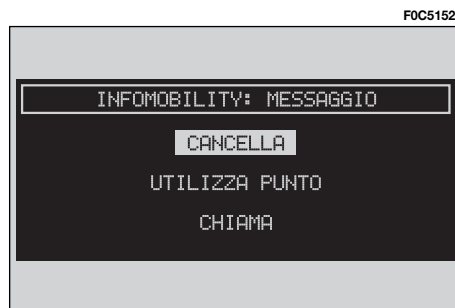 F0C5152
INFOMOBILITY: MESSAGGIO
CANCELLA
UTILIZZA PUNTO
CHIAMA